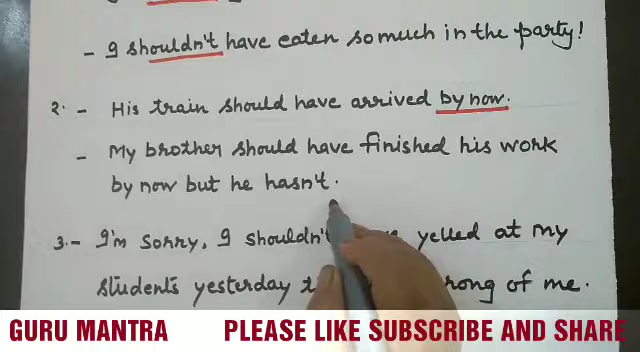 - I shouldn't have eaten so much in the party!
2. - His train should have arrived by now.
- My brother should have finished his work
by now but he hasn't.
3. - I'm sorry, I shouldn't yelled at my
students yesterday of me.
GURU MANTRA PLEASE LIKE SUBSCRIBE AND SHARE